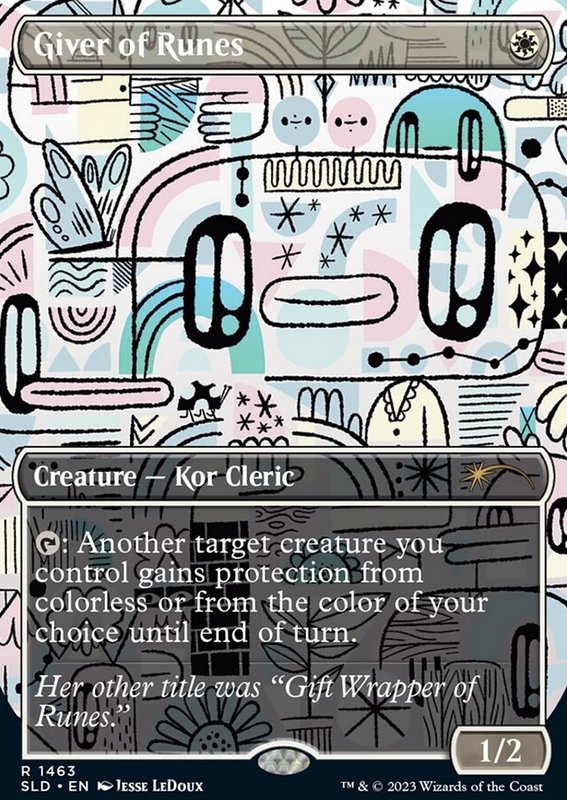 Giver of Runes
Creature — Kor Cleric
: Another target creature you
control gains protection from
colorless or from the color of your
choice until end of turn.
Her other title was “Gift Wrapper of
Runes.”
1/2
R 1463
SLD • EN Jesse LeDoux
™ & © 2023 Wizards of the Coast